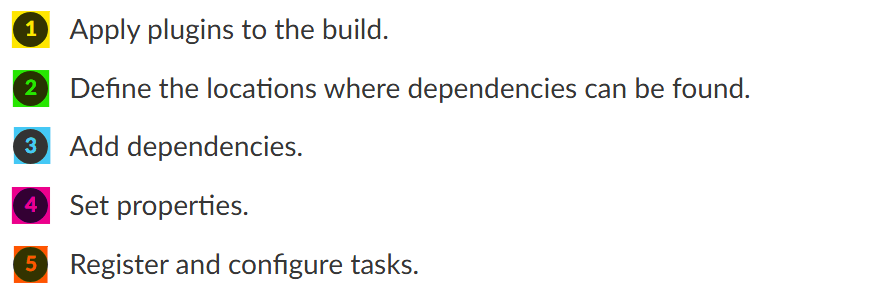 1 Apply plugins to the build.
2 Define the locations where dependencies can be found.
3 Add dependencies.
4 Set properties.
5 Register and configure tasks.